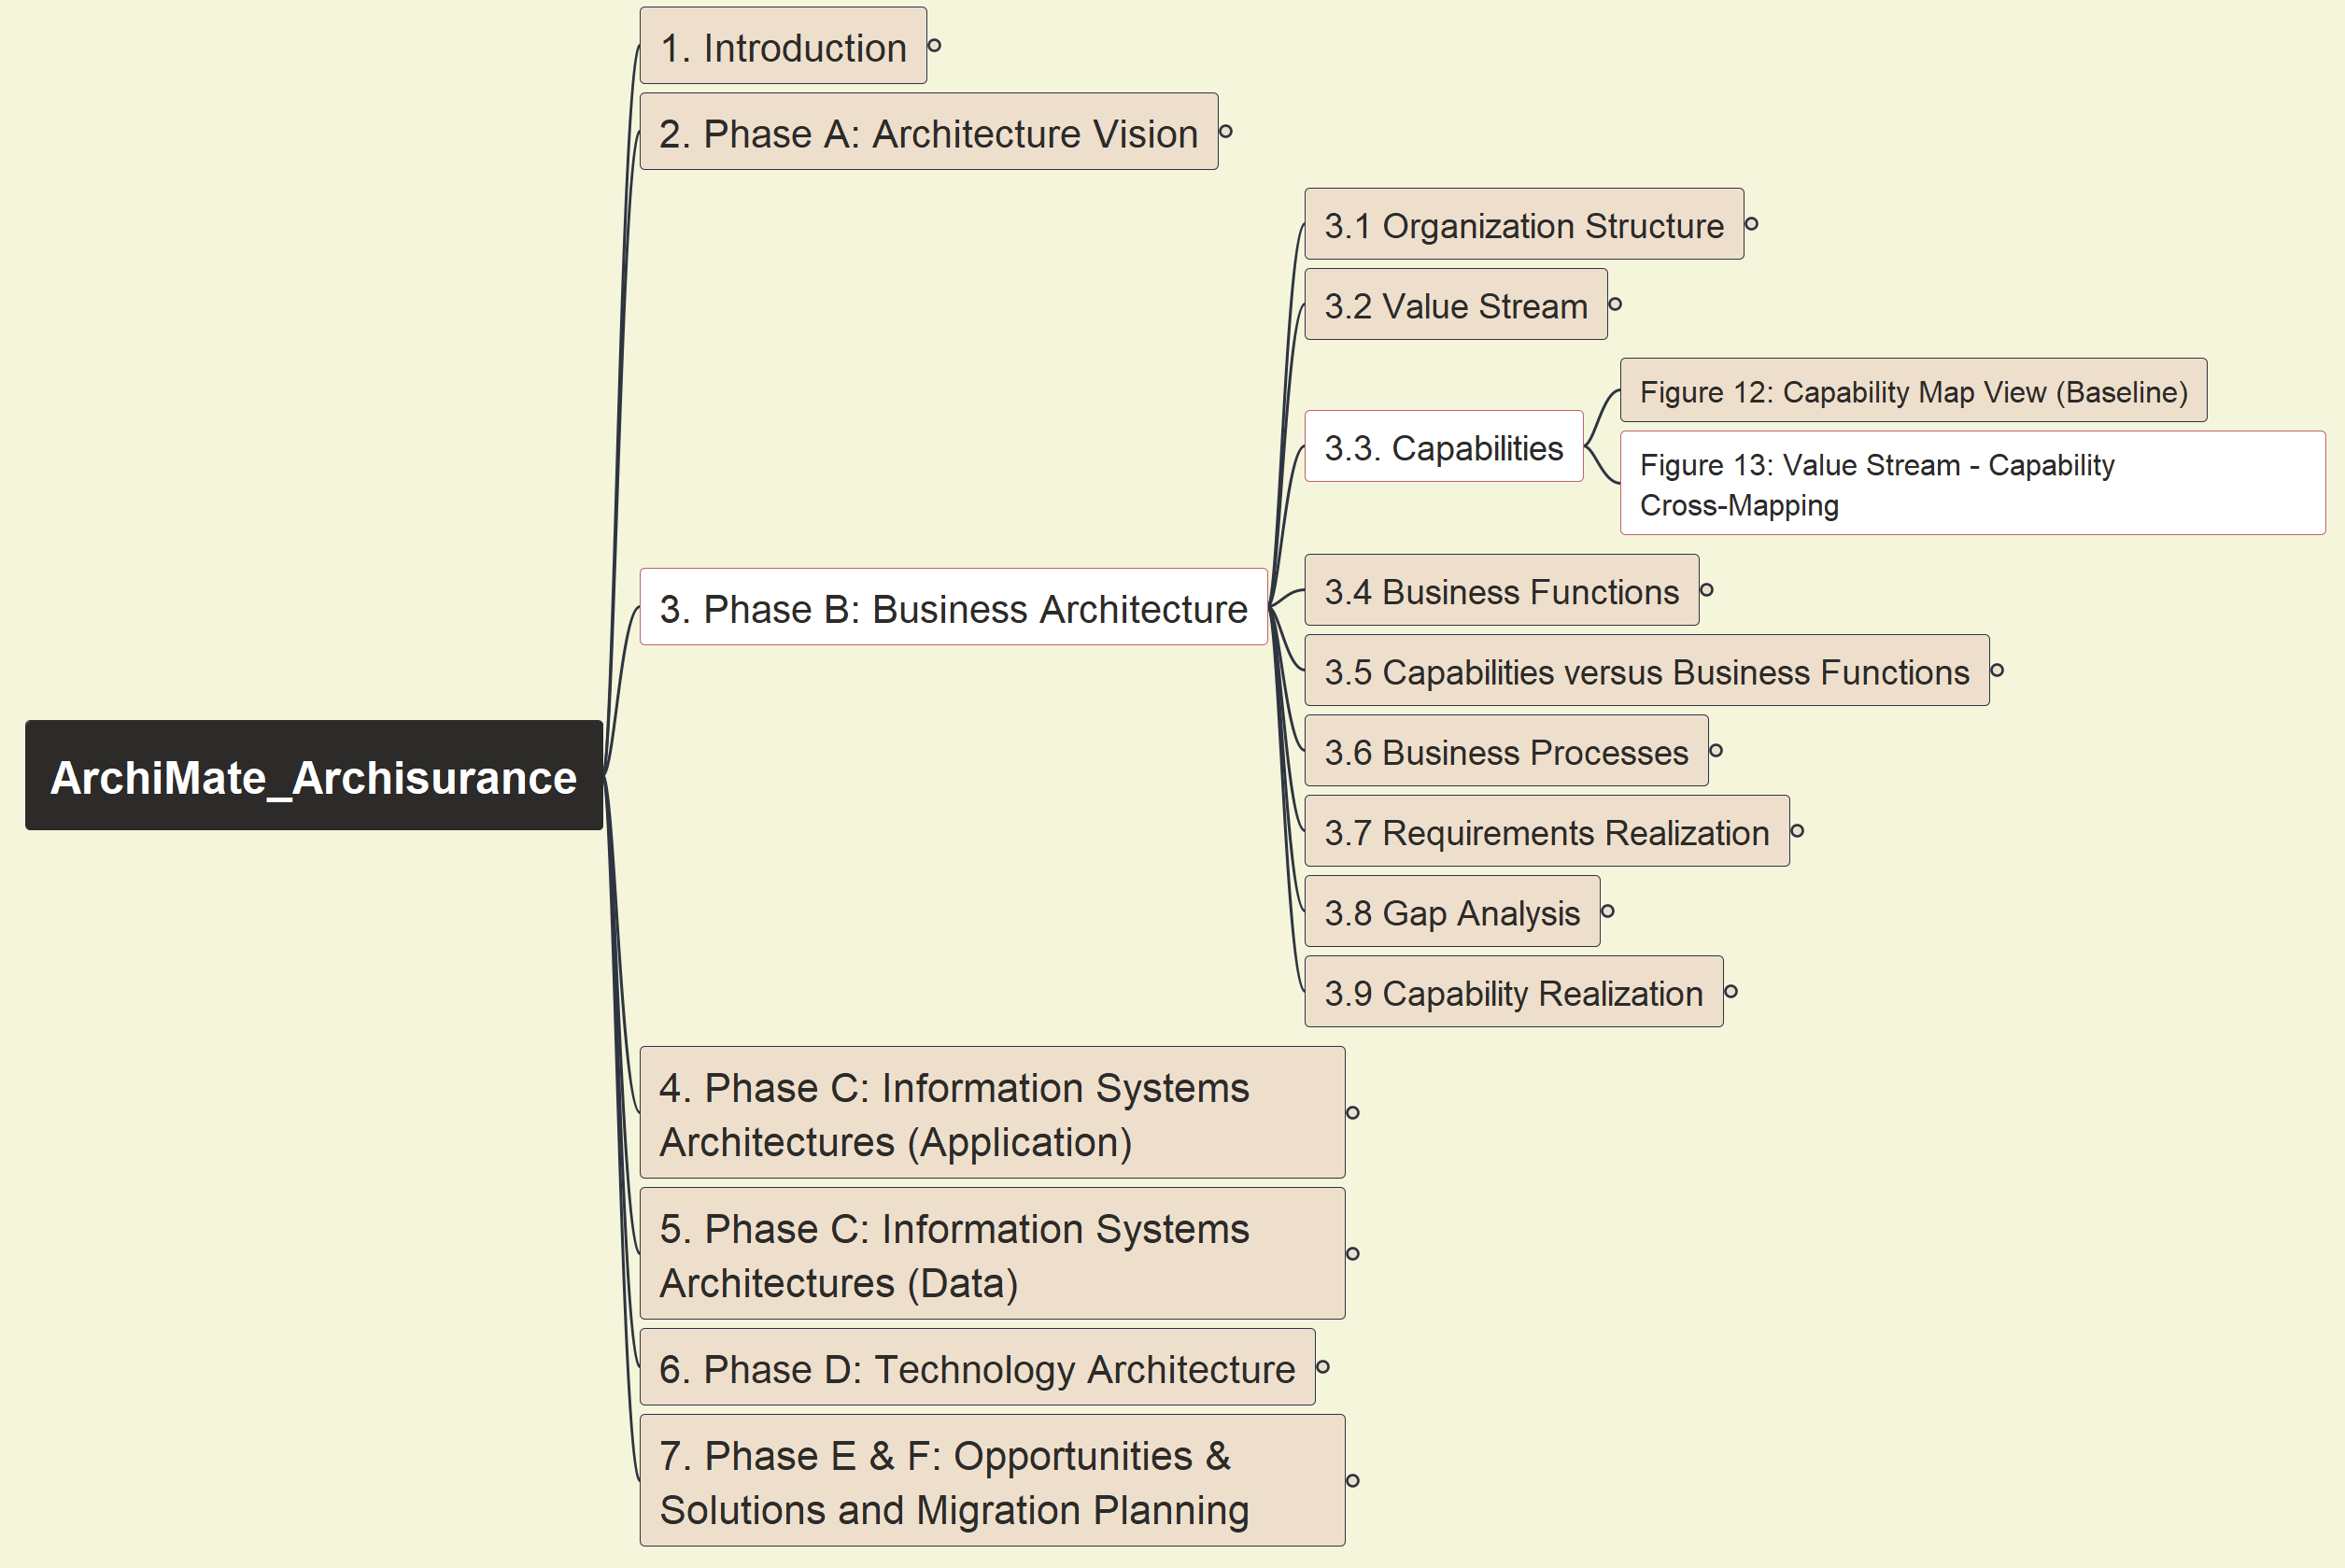 1. Introduction
2. Phase A: Architecture Vision
3.1 Organization Structure
3.2 Value Stream
Figure 12: Capability Map View (Baseline)
3.3. Capabilities
Figure 13: Value Stream - Capability
Cross-Mapping
3.4 Business Functions
3. Phase B: Business Architecture
3.5 Capabilities versus Business Functions
3.6 Business Processes
ArchiMate_Archisurance
3.7 Requirements Realization
3.8 Gap Analysis
3.9 Capability Realization
4. Phase C: Information Systems
Architectures (Application)
5. Phase C: Information Systems
Architectures (Data)
6. Phase D: Technology Architecture
7. Phase E & F: Opportunities &
Solutions and Migration Planning